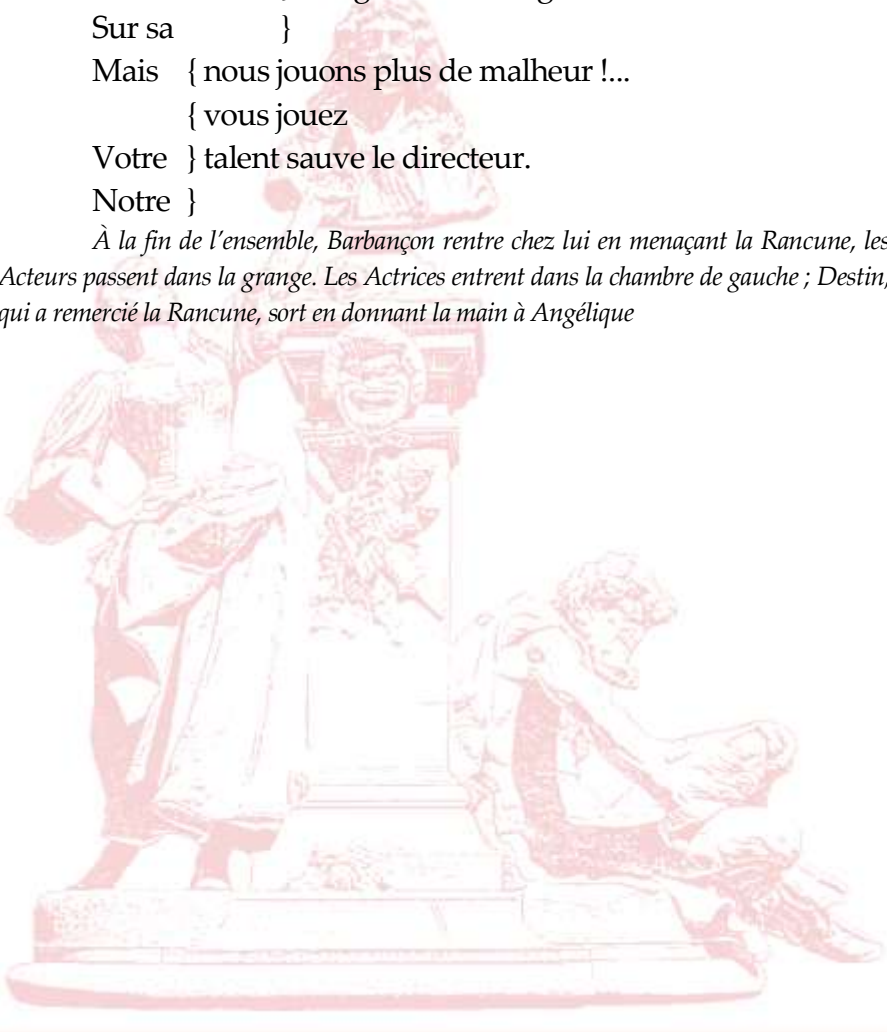 Sur sa }
Mais { nous jouons plus de malheur !...
{ vous jouez
Votre } talent sauve le directeur.
Notre }
À la fin de l’ensemble, Barbançon rentre chez lui en menaçant la Rancune, les
Acteurs passent dans la grange. Les Actrices entrent dans la chambre de gauche ; Destin,
qui a remercié la Rancune, sort en donnant la main à Angélique